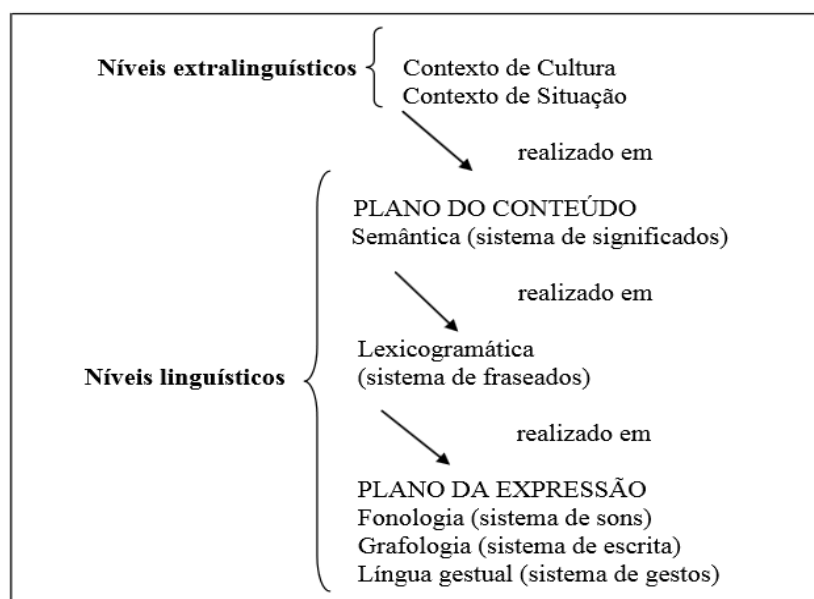 Níveis extralinguísticos
Contexto de Cultura
Contexto de Situação
realizado em
PLANO DO CONTEÚDO
Semântica (sistema de significados)
realizado em
Níveis linguísticos
Lexicogramática
(sistema de fraseados)
realizado em
PLANO DA EXPRESSÃO
Fonologia (sistema de sons)
Grafologia (sistema de escrita)
Língua gestual (sistema de gestos)